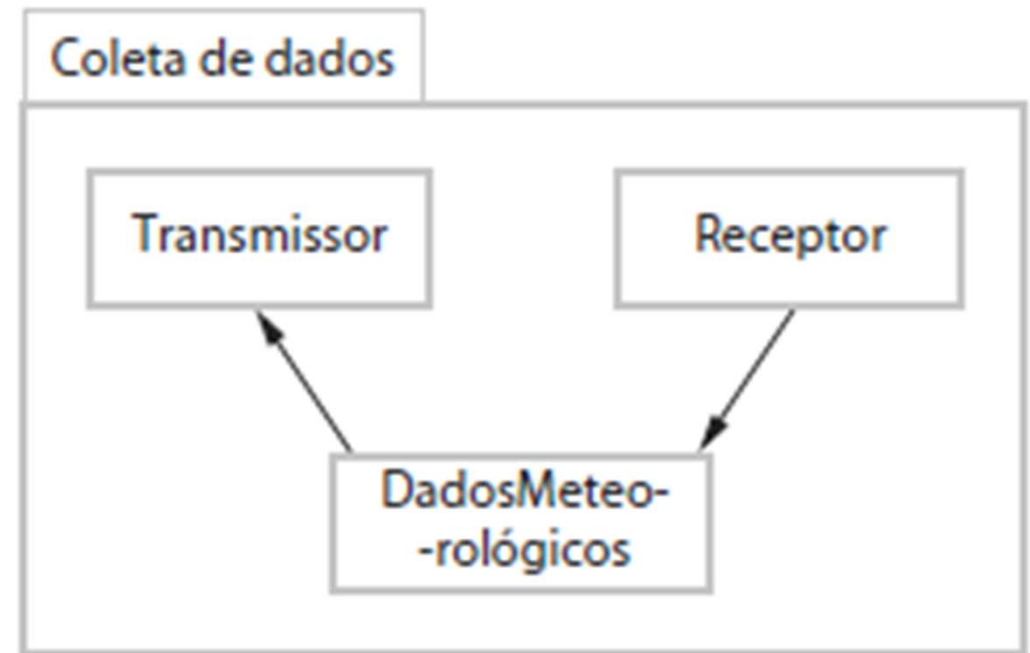 Coleta de dados
Transmissor
Receptor
DadosMeteo-
-rológicos